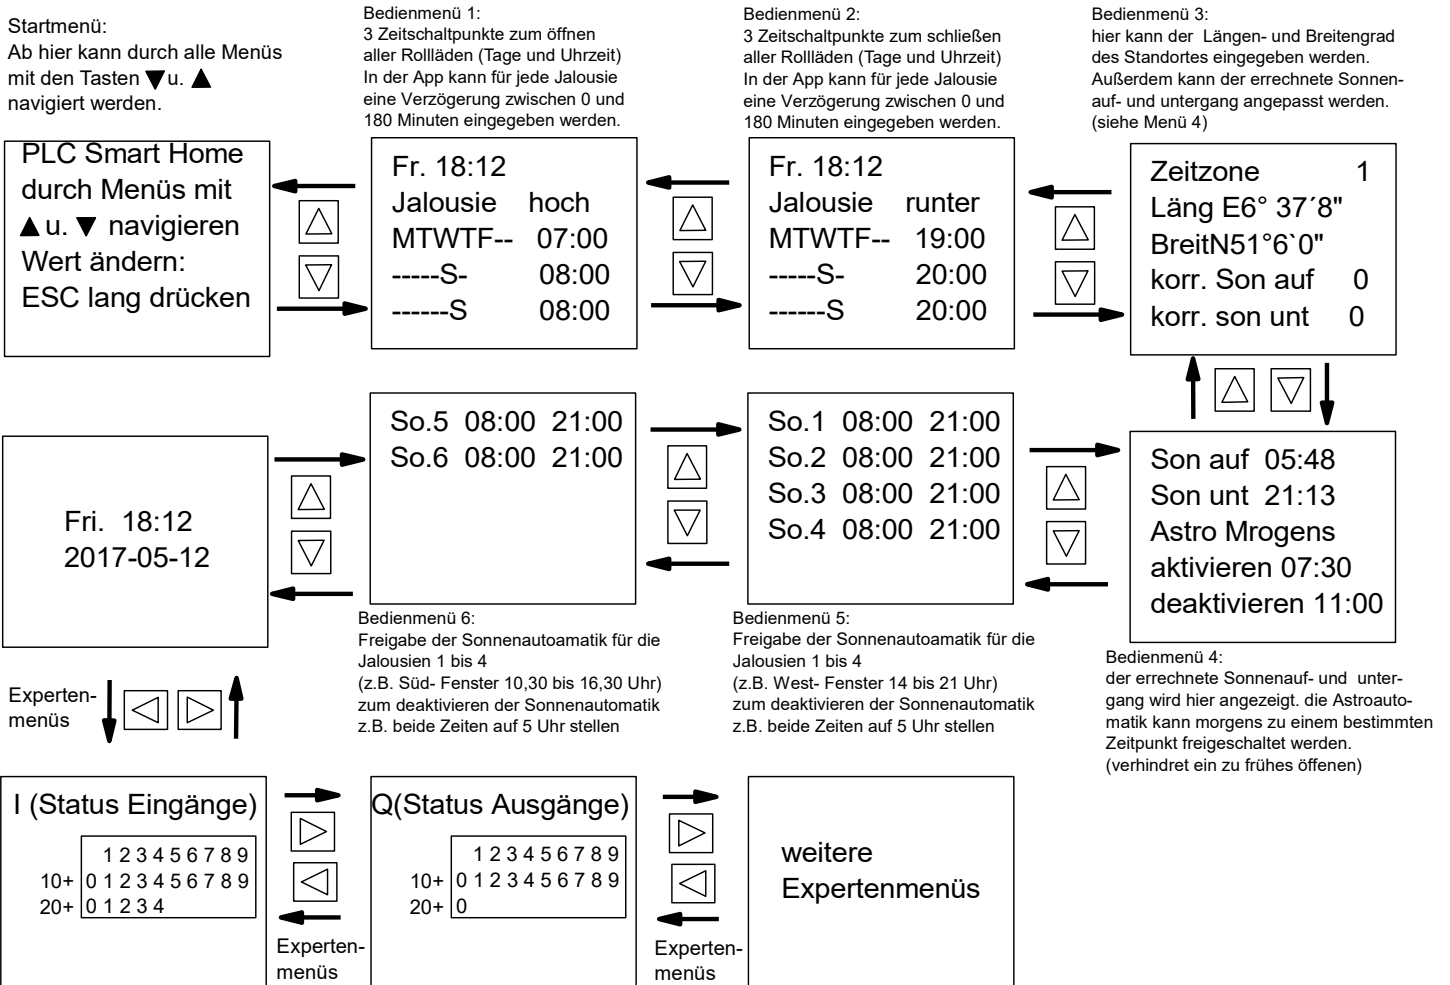 Startmenü:
Ab hier kann durch alle Menüs
mit den Tasten ▼u. ▲
navigiert werden.
Bedienmenü 1:
3 Zeitschaltpunkte zum öffnen
aller Rollläden (Tage und Uhrzeit)
In der App kann für jede Jalousie
eine Verzögerung zwischen 0 und
180 Minuten eingegeben werden.
Bedienmenü 2:
3 Zeitschaltpunkte zum schließen
aller Rollläden (Tage und Uhrzeit)
In der App kann für jede Jalousie
eine Verzögerung zwischen 0 und
180 Minuten eingegeben werden.
Bedienmenü 3:
hier kann der Längen- und Breitengrad
des Standortes eingegeben werden.
Außerdem kann der errechnete Sonnen-
auf- und untergang angepasst werden.
(siehe Menü 4)
PLC Smart Home
durch Menüs mit
▲u. ▼ navigieren
Wert ändern:
ESC lang drücken
Fr. 18:12
Jalousie hoch
MTWTF-- 07:00
-----S- 08:00
------S 08:00
Fr. 18:12
Jalousie runter
MTWTF-- 19:00
-----S- 20:00
------S 20:00
Zeitzone 1
Läng E6° 37´8"
BreitN51°6`0"
korr. Son auf 0
korr. son unt 0
Fri. 18:12
2017-05-12
So.5 08:00 21:00
So.6 08:00 21:00
So.1 08:00 21:00
So.2 08:00 21:00
So.3 08:00 21:00
So.4 08:00 21:00
Son auf 05:48
Son unt 21:13
Astro Mrogens
aktivieren 07:30
deaktivieren 11:00
Bedienmenü 6:
Freigabe der Sonnenautoamatik für die
Jalousien 1 bis 4
(z.B. Süd- Fenster 10,30 bis 16,30 Uhr)
zum deaktivieren der Sonnenautomatik
z.B. beide Zeiten auf 5 Uhr stellen
Bedienmenü 5:
Freigabe der Sonnenautoamatik für die
Jalousien 1 bis 4
(z.B. West- Fenster 14 bis 21 Uhr)
zum deaktivieren der Sonnenautomatik
z.B. beide Zeiten auf 5 Uhr stellen
Bedienmenü 4:
der errechnete Sonnenauf- und unter-
gang wird hier angezeigt. die Astroauto-
matik kann morgens zu einem bestimmten
Zeitpunkt freigeschaltet werden.
(verhindret ein zu frühes öffenen)
Experten-
menüs
I (Status Eingänge)
1 2 3 4 5 6 7 8 9
10+ 0 1 2 3 4 5 6 7 8 9
20+ 0 1 2 3 4
Experten-
menüs
Q(Status Ausgänge)
1 2 3 4 5 6 7 8 9
10+ 0 1 2 3 4 5 6 7 8 9
20+ 0
Experten-
menüs
weitere
Expertenmenüs